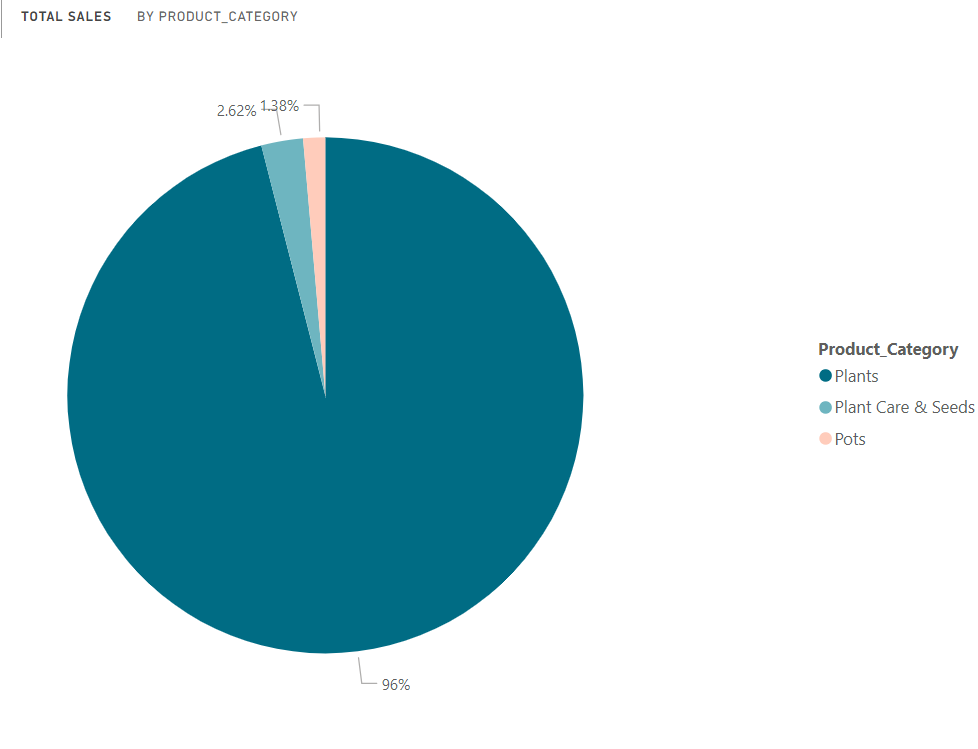 TOTAL SALES BY PRODUCT_CATEGORY
2.62%
1.38%
Product_Category
Plants
Plant Care & Seeds
Pots
96%